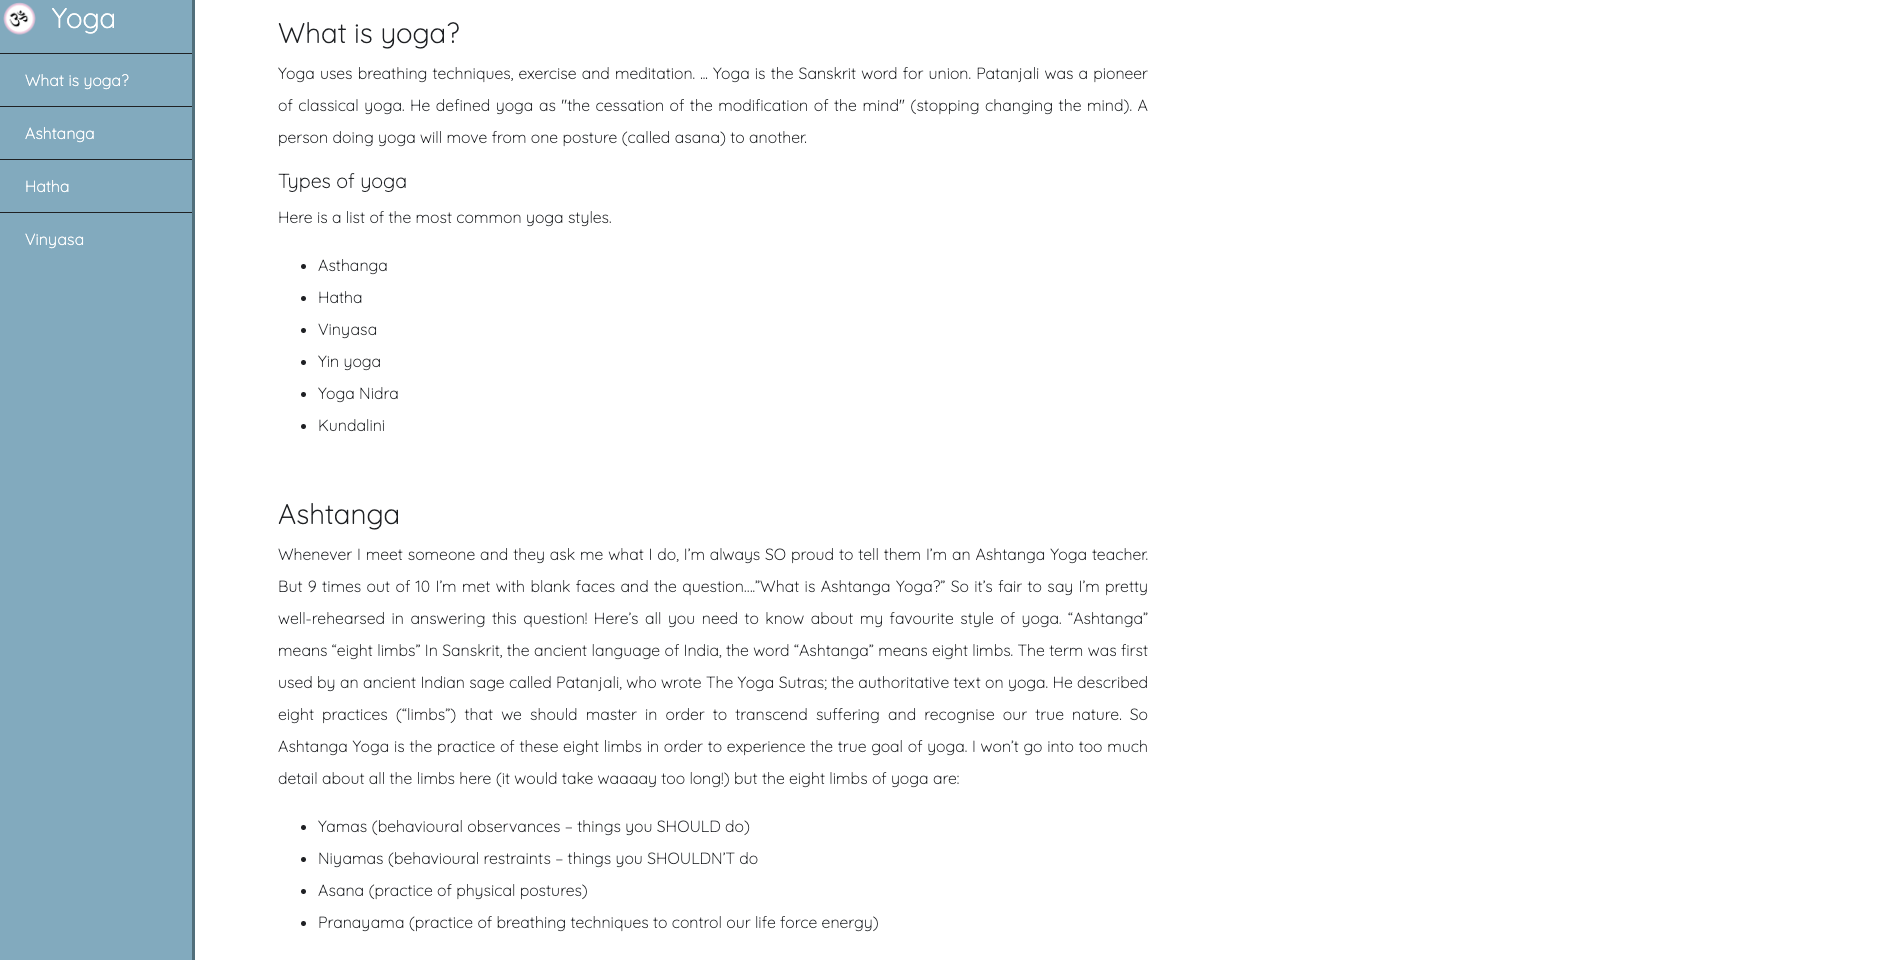 ॐ Yoga
What is yoga?
Ashtanga
Hatha
Vinyasa
What is yoga?
Yoga uses breathing techniques, exercise and meditation. ... Yoga is the Sanskrit word for union. Patanjali was a pioneer
of classical yoga. He defined yoga as "the cessation of the modification of the mind" (stopping changing the mind). A
person doing yoga will move from one posture (called asana) to another.
Types of yoga
Here is a list of the most common yoga styles.
• Asthanga
• Hatha
• Vinyasa
• Yin yoga
• Yoga Nidra
• Kundalini
Ashtanga
Whenever I meet someone and they ask me what I do, I’m always SO proud to tell them I’m an Ashtanga Yoga teacher.
But 9 times out of 10 I’m met with blank faces and the question….”What is Ashtanga Yoga?” So it’s fair to say I’m pretty
well-rehearsed in answering this question! Here’s all you need to know about my favourite style of yoga. “Ashtanga”
means “eight limbs” In Sanskrit, the ancient language of India, the word “Ashtanga” means eight limbs. The term was first
used by an ancient Indian sage called Patanjali, who wrote The Yoga Sutras; the authoritative text on yoga. He described
eight practices (“limbs”) that we should master in order to transcend suffering and recognise our true nature. So
Ashtanga Yoga is the practice of these eight limbs in order to experience the true goal of yoga. I won’t go into too much
detail about all the limbs here (it would take waaaay too long!) but the eight limbs of yoga are:
• Yamas (behavioural observances – things you SHOULD do)
• Niyamas (behavioural restraints – things you SHOULDN’T do
• Asana (practice of physical postures)
• Pranayama (practice of breathing techniques to control our life force energy)